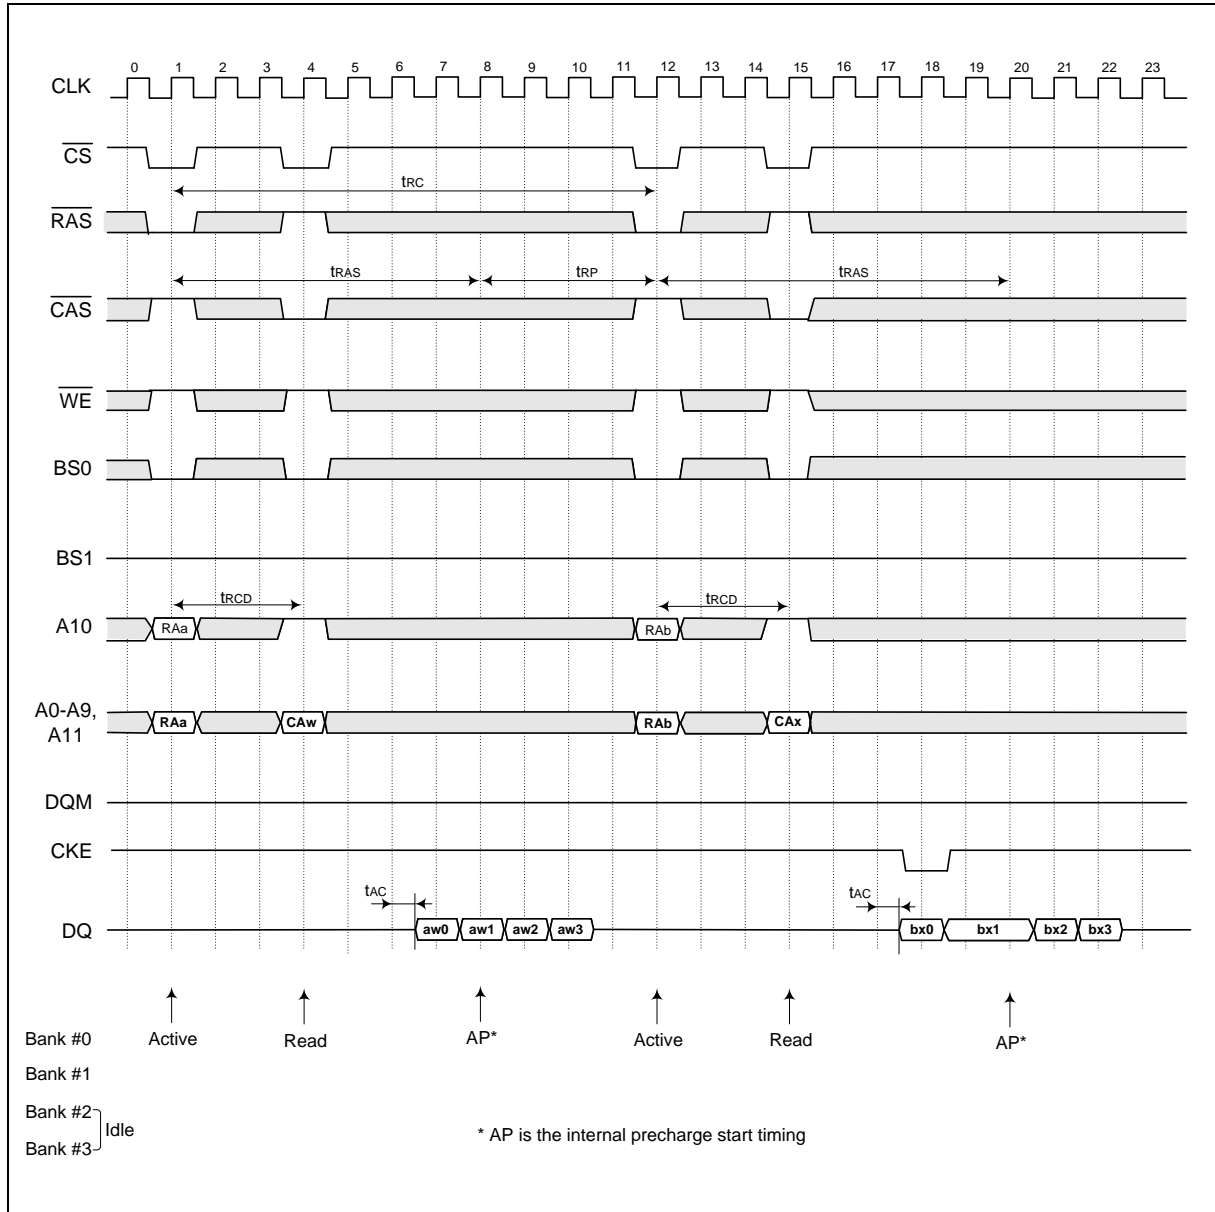 0 1 2 3 4 5 6 7 8 9 10 11 12 13 14 15 16 17 18 19 20 21 22 23
CLK
CS
tRC
RAS
tRAS tRP tRAS
CAS
WE
BS0
BS1
tRCD tRCD
A10 RAa RAb
A0-A9,
A11
RAa CAw RAb CAx
DQM
CKE
tAC tAC
DQ aw0 aw1 aw2 aw3 bx0 bx1 bx2 bx3
Bank #0 Active Read AP* Active Read AP*
Bank #1
Bank #2
Idle
Bank #3
* AP is the internal precharge start timing